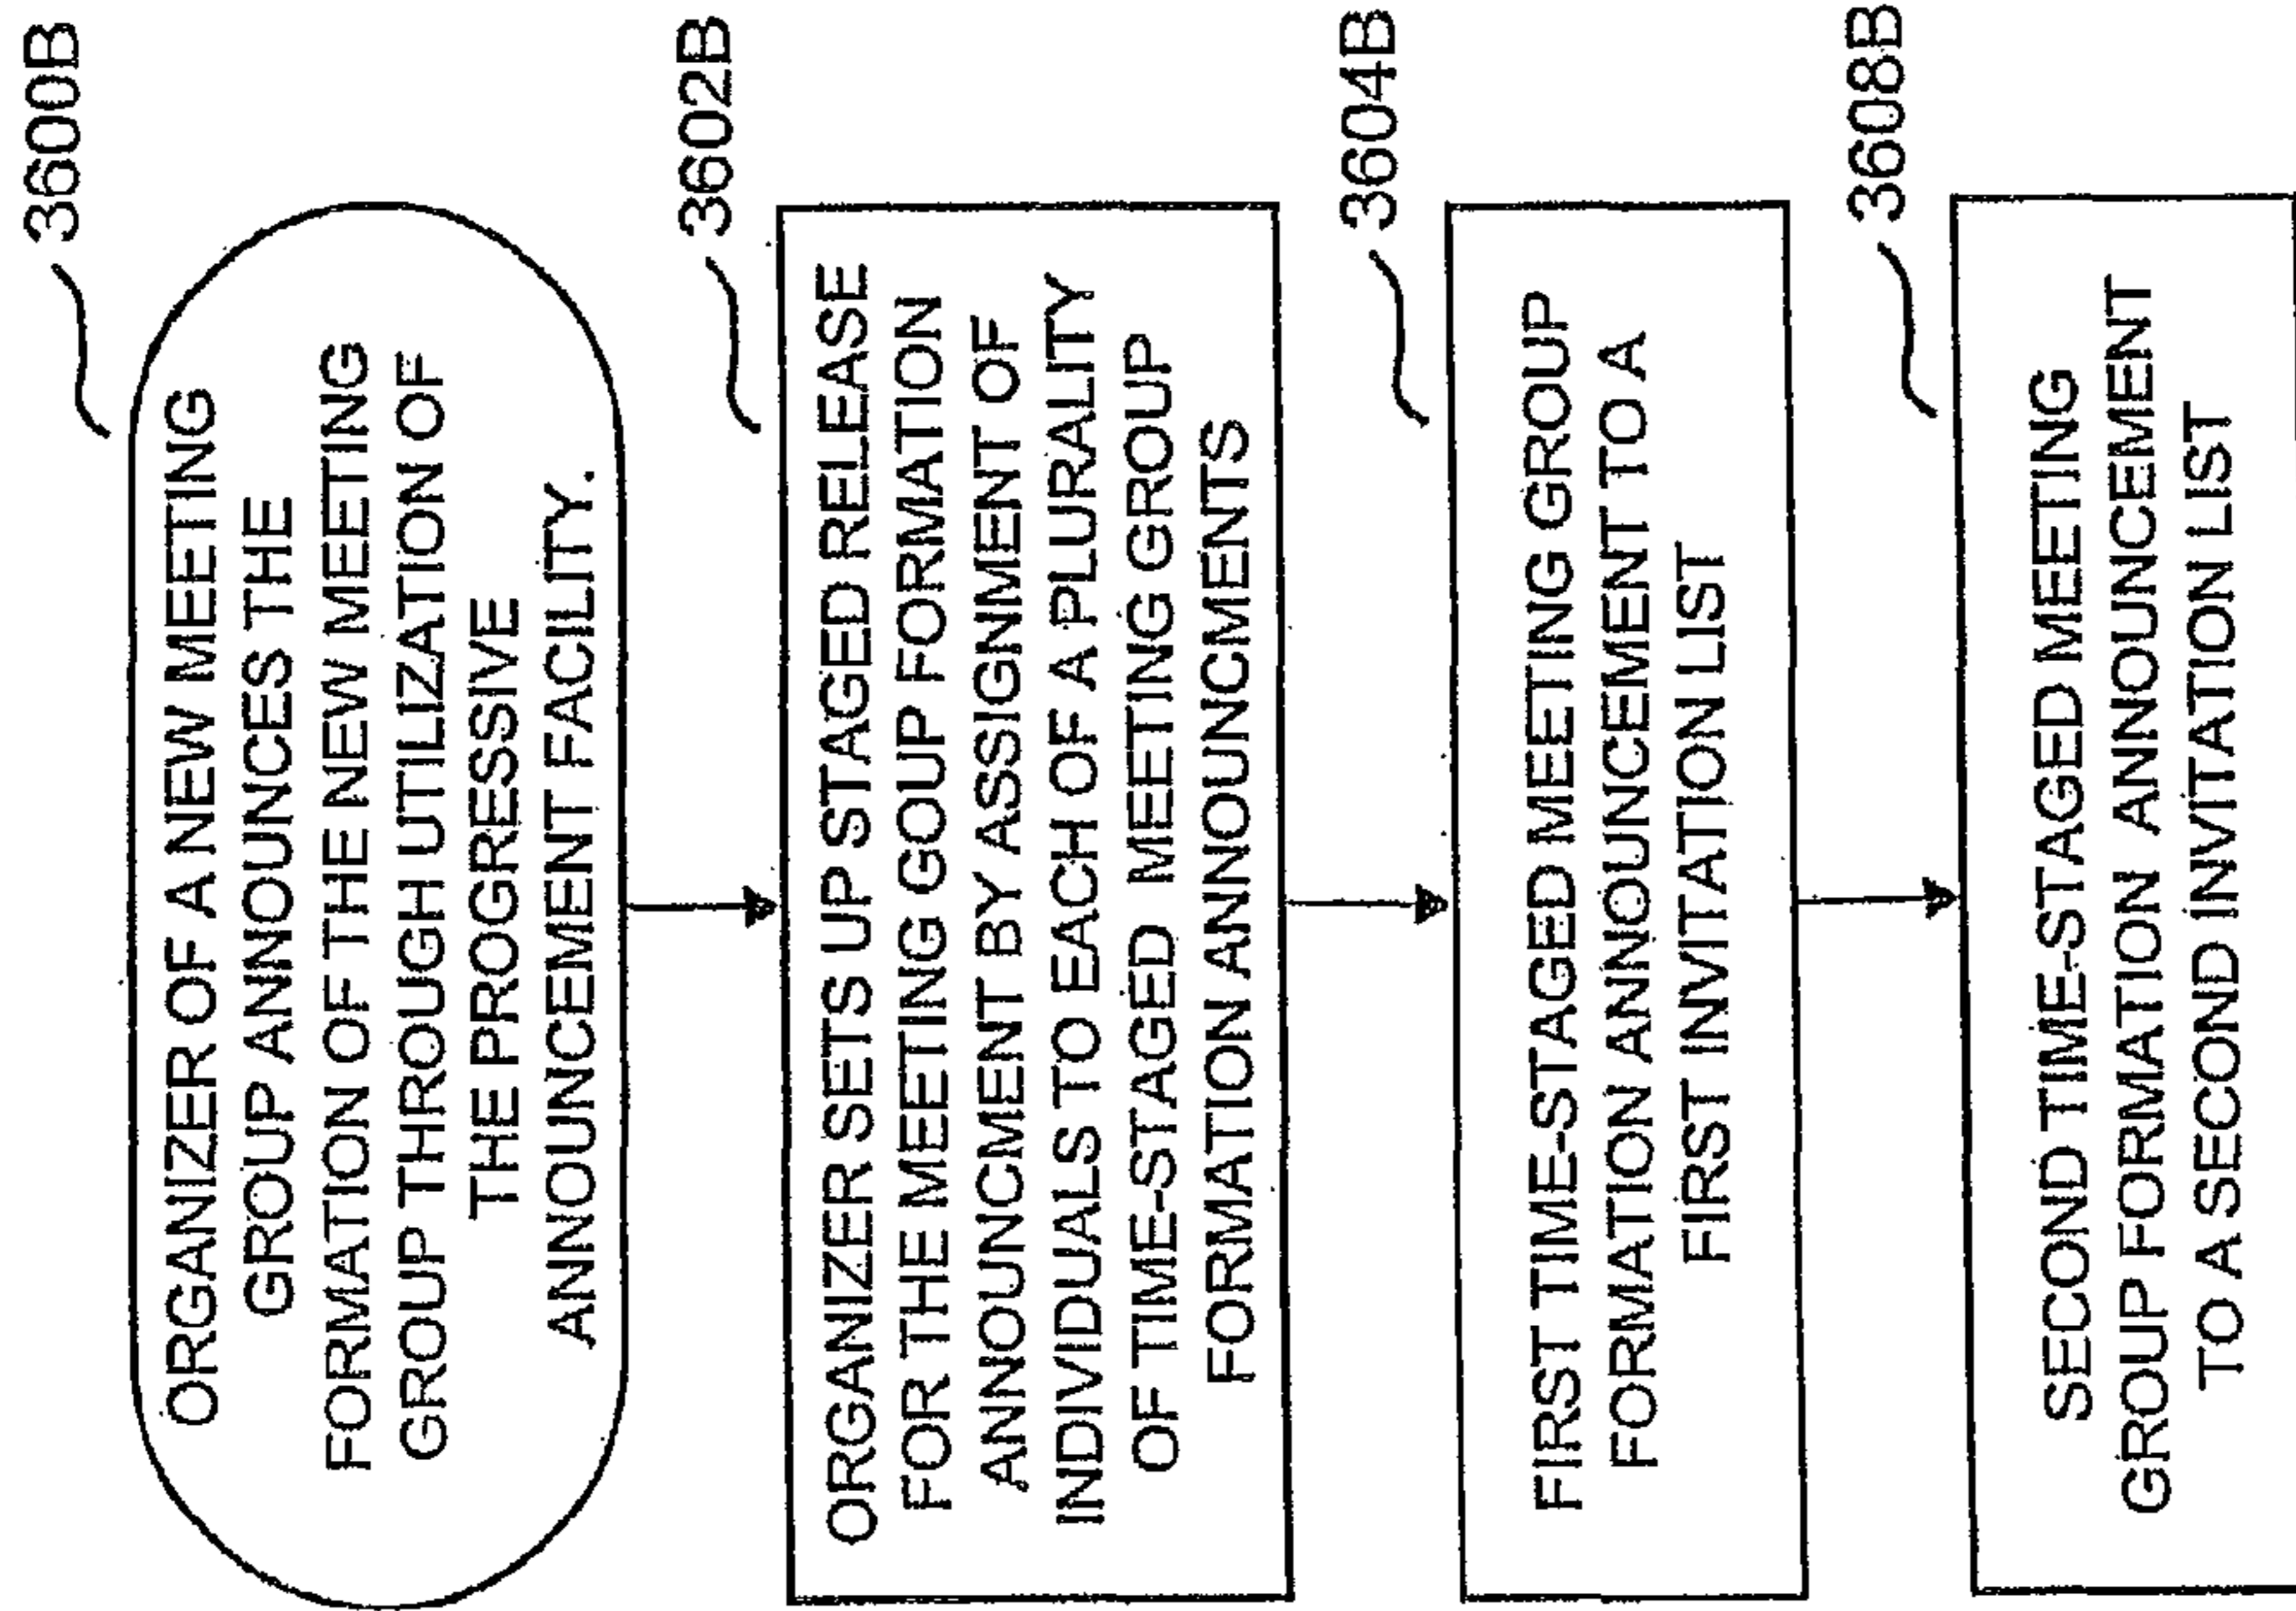 3600B
ORGANIZER OF A NEW MEETING
GROUP ANNOUNCES THE
FORMATION OF THE NEW MEETING
GROUP THROUGH UTILIZATION OF
THE PROGRESSIVE
ANNOUNCEMENT FACILITY.
3602B
ORGANIZER SETS UP STAGED RELEASE
FOR THE MEETING GOUP FORMATION
ANNOUNCMENT BY ASSIGNMENT OF
INDIVIDUALS TO EACH OF A PLURALITY
OF TIME-STAGED MEETING GROUP
FORMATION ANNOUNCMENTS
3604B
FIRST TIME-STAGED MEETING GROUP
FORMATION ANNOUNCEMENT TO A
FIRST INVITATION LIST
3608B
SECOND TIME-STAGED MEETING
GROUP FORMATION ANNOUNCEMENT
TO A SECOND INVITATION LIST